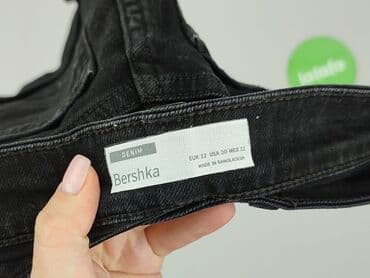 DENIM
Bershka
EUR 32 USA 00 MEX 22
MADE IN BANGLADESH